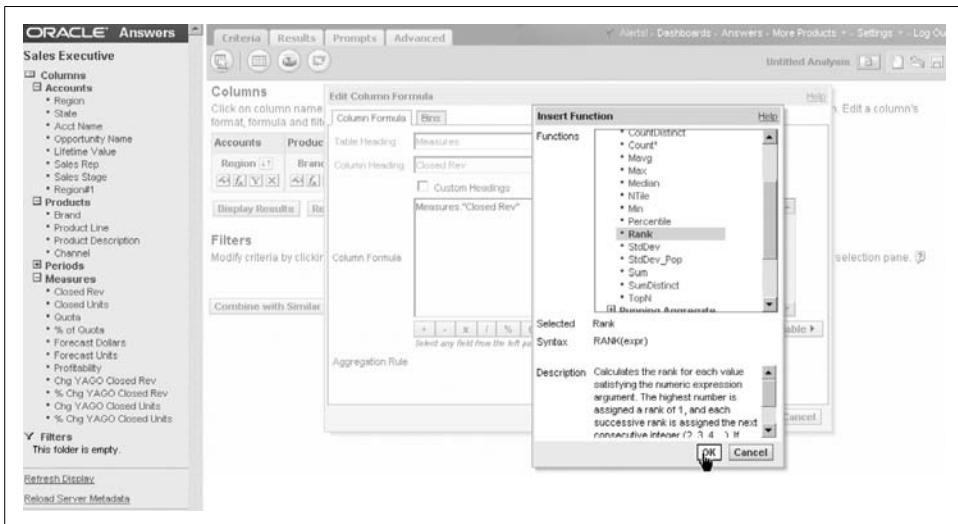 ORACLE Answers
Sales Executive
Columns
Accounts
Region
State
Acct Name
Opportunity Name
Lifetime Value
Sales Rep
Sales Stage
Region#1
Products
Brand
Product Line
Product Description
Channel
Periods
Measures
Closed Rev
Closed Units
Quota
% of Quota
Forecast Dollars
Forecast Units
Profitability
Chg YAGO Closed Rev
% Chg YAGO Closed Rev
Chg YAGO Closed Units
% Chg YAGO Closed Units
Filters
This folder is empty.
Refresh Display
Reload Server Metadata
Criteria Results Prompts Advanced
Alerts! - Dashboards - Answers - More Products - Settings - Log Ou
Untitled Analysis
Columns
Click on column name
format, formula and filt
n. Edit a column's
Accounts Produc
Region Branc
Display Results Re
Filters
Modify criteria by clickin
selection pane.
Combine with Similar
Edit Column Formula Help
Column Formula Bins
Table Heading Measures
Column Heading Closed Rev
Custom Headings
Column Formula Measures."Closed Rev"
+ - x / %
Select any field from the left pa
able
Aggregation Rule
Cancel
Insert Function Help
Functions
CountDistinct
Count*
Mavg
Max
Median
NTile
Min
Percentile
Rank
StdDev
StdDev_Pop
Sum
SumDistinct
TopN
Running Aggregate
Selected Rank
Syntax RANK(expr)
Description Calculates the rank for each value
satisfying the numeric expression
argument. The highest number is
assigned a rank of 1, and each
successive rank is assigned the next
consecutive integer (2, 3, 4,...). If
OK Cancel